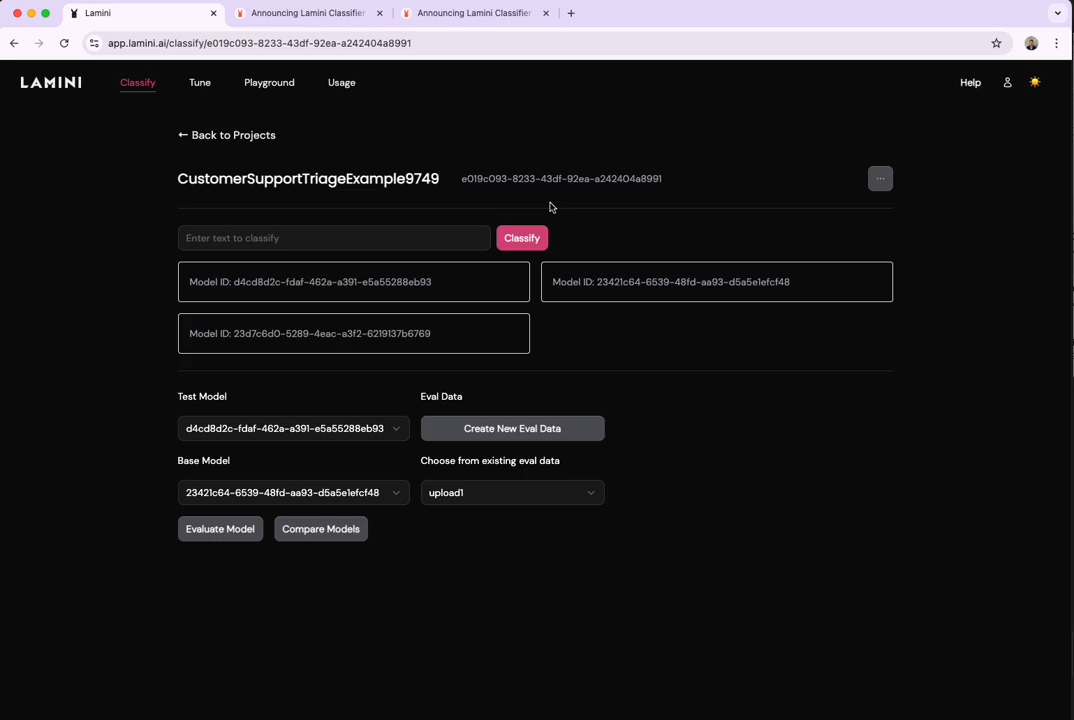 Lamini
Announcing Lamini Classifier
Announcing Lamini Classifier
app.lamini.ai/classify/e019c093-8233-43df-92ea-a242404a8991
LAMINI
Classify
Tune
Playground
Usage
Help
← Back to Projects
CustomerSupportTriageExample9749
e019c093-8233-43df-92ea-a242404a8991
Enter text to classify
Classify
Model ID: d4cd8d2c-fdaf-462a-a391-e5a55288eb93
Model ID: 23421c64-6539-48fd-aa93-d5a5e1efcf48
Model ID: 23d7c6d0-5289-4eac-a3f2-6219137b6769
Test Model
Eval Data
d4cd8d2c-fdaf-462a-a391-e5a55288eb93
Create New Eval Data
Base Model
Choose from existing eval data
23421c64-6539-48fd-aa93-d5a5e1efcf48
upload1
Evaluate Model
Compare Models